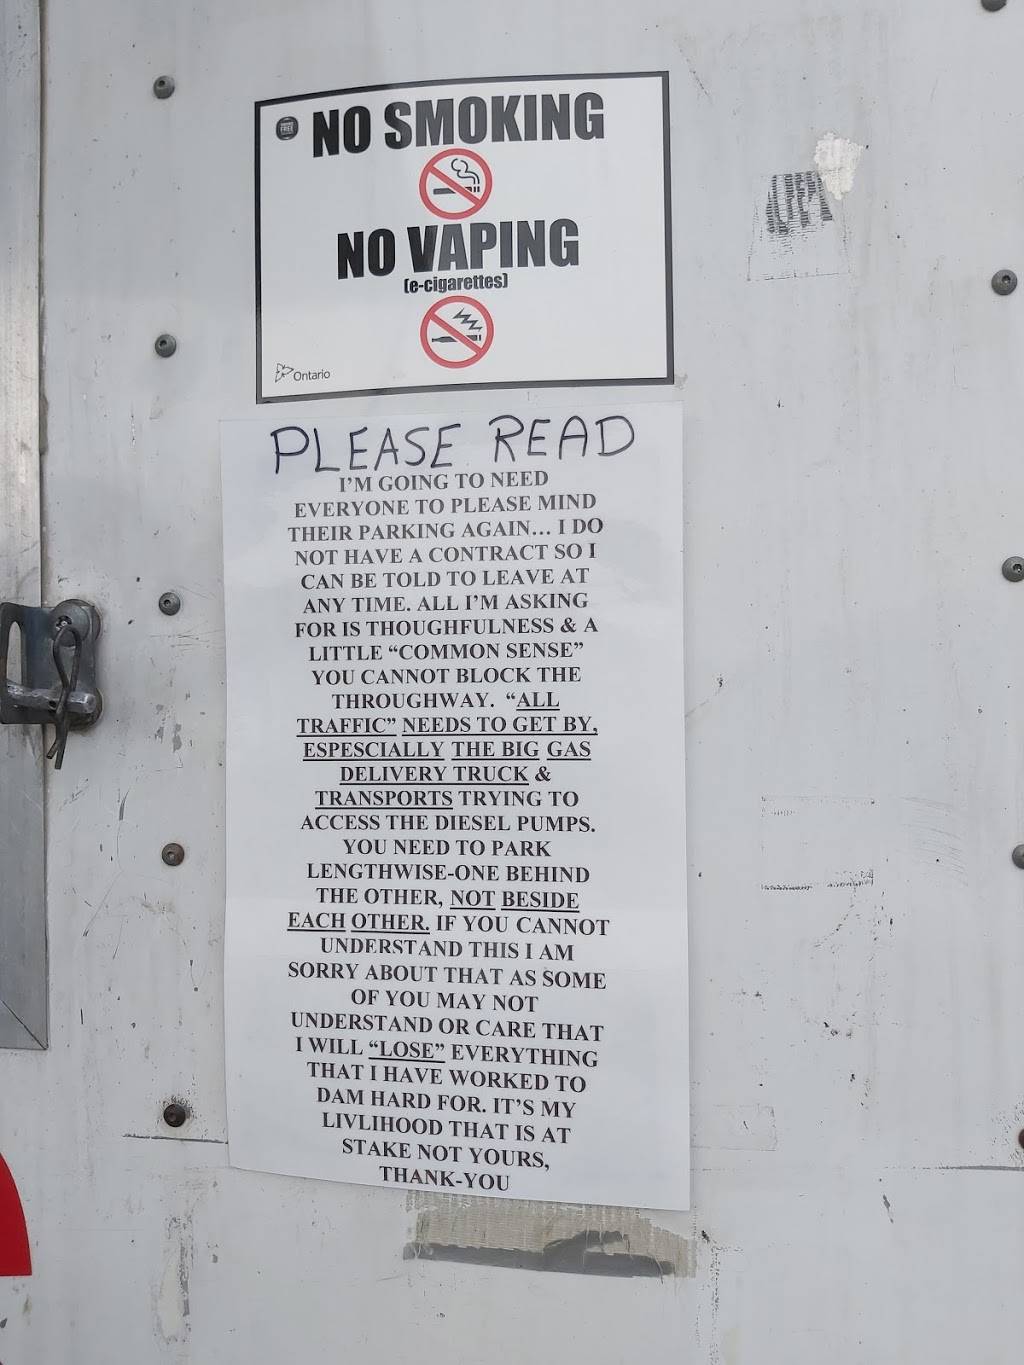 NO SMOKING
NO VAPING
(e-cigarettes)
Ontario
PLEASE READ
I'M GOING TO NEED
EVERYONE TO PLEASE MIND
THEIR PARKING AGAIN... I DO
NOT HAVE A CONTRACT SO I
CAN BE TOLD TO LEAVE AT
ANY TIME. ALL I'M ASKING
FOR IS THOUGHFULNESS & A
LITTLE “COMMON SENSE”
YOU CANNOT BLOCK THE
THROUGHWAY. “ALL
TRAFFIC” NEEDS TO GET BY,
ESPESCIALLY THE BIG GAS
DELIVERY TRUCK &
TRANSPORTS TRYING TO
ACCESS THE DIESEL PUMPS.
YOU NEED TO PARK
LENGTHWISE-ONE BEHIND
THE OTHER, NOT BESIDE
EACH OTHER. IF YOU CANNOT
UNDERSTAND THIS I AM
SORRY ABOUT THAT AS SOME
OF YOU MAY NOT
UNDERSTAND OR CARE THAT
I WILL “LOSE” EVERYTHING
THAT I HAVE WORKED TO
DAM HARD FOR. IT'S MY
LIVLIHOOD THAT IS AT
STAKE NOT YOURS,
THANK-YOU